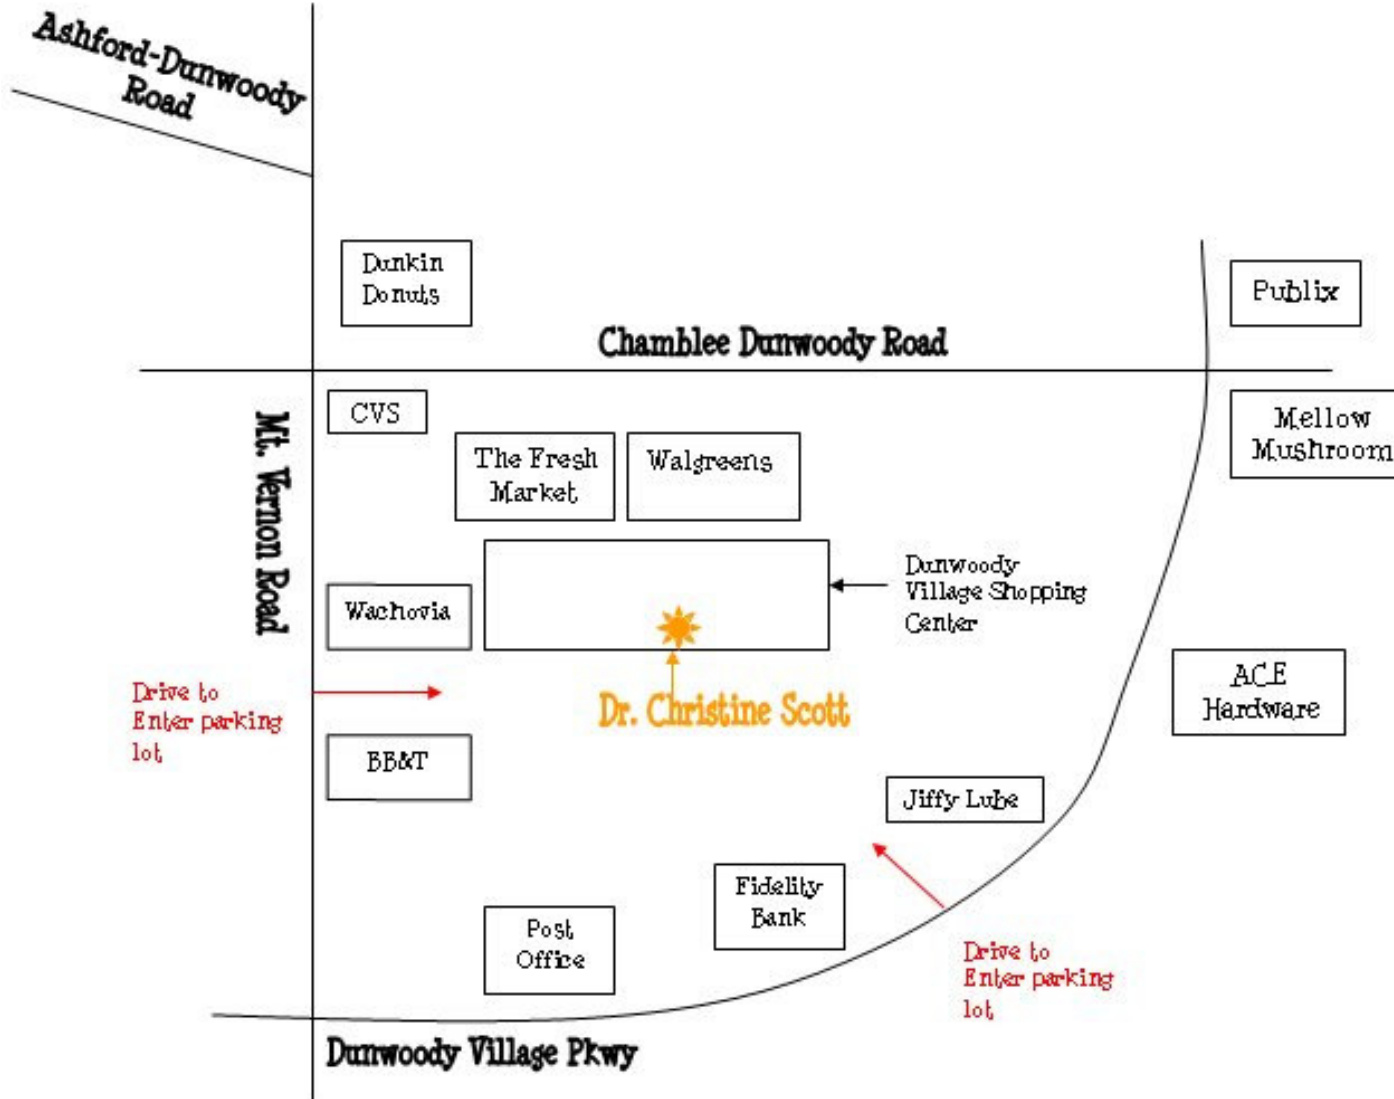 Ashford-Dunwoody
Road
Dunkin
Donuts
Publix
Chamblee Dunwoody Road
CVS
Mellow
Mushroom
Mt. Vernon Road
The Fresh
Market
Walgreens
Dunwoody
Village Shopping
Center
Wachovia
ACE
Hardware
Drive to
Enter parking
lot
Dr. Christine Scott
BB&T
Jiffy Lube
Fidelity
Bank
Post
Office
Drive to
Enter parking
lot
Dunwoody Village Pkwy